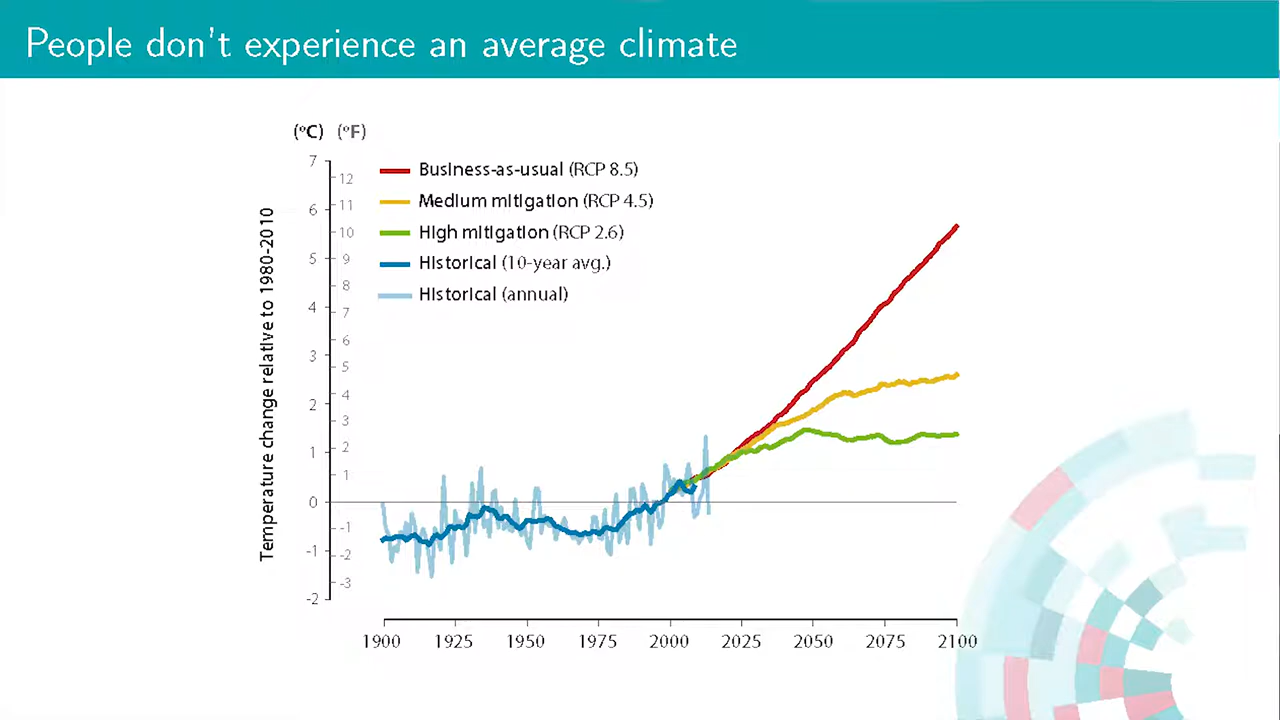 People don't experience an average climate
(ºC) (ºF)
Business-as-usual (RCP 8.5)
Medium mitigation (RCP 4.5)
High mitigation (RCP 2.6)
Historical (10-year avg.)
Historical (annual)
Temperature change relative to 1980-2010
7
6
5
4
3
2
1
0
-1
-2
12
11
10
9
8
7
6
5
4
3
2
1
-1
-2
-3
1900 1925 1950 1975 2000 2025 2050 2075 2100